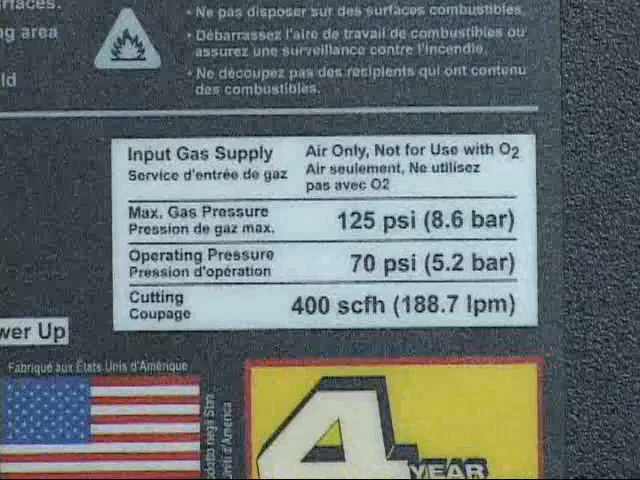 • Ne pas disposer sur des surfaces combustibles.
ng area
• Débarrassez l'aire de travail de combustibles ou
assurez une surveillance contre l'incendie.
ld
• Ne découpez pas des récipients qui ont contenu
des combustibles.
Input Gas Supply
Service d'entrée de gaz
Air Only, Not for Use with O2
Air seulement, Ne utilisez
pas avec O2
Max. Gas Pressure
Pression de gaz max.
125 psi (8.6 bar)
Operating Pressure
Pression d'opération
70 psi (5.2 bar)
Cutting
Coupage
400 scfh (188.7 lpm)
wer Up
Fabriqué aux États Unis d'Amérique
4
YEAR